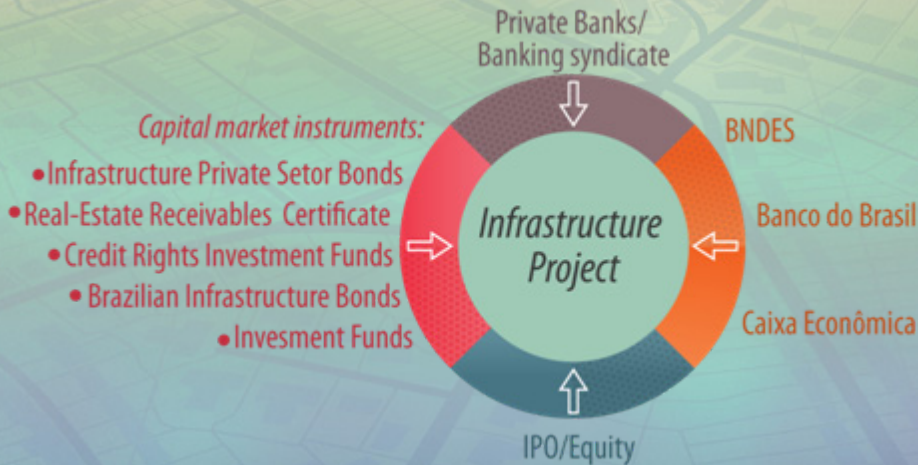 Private Banks/
Banking syndicate
Capital market instruments:
•Infrastructure Private Setor Bonds
•Real-Estate Receivables Certificate
•Credit Rights Investment Funds
•Brazilian Infrastructure Bonds
•Invesment Funds
Infrastructure
Project
BNDES
Banco do Brasil
Caixa Econômica
IPO/Equity